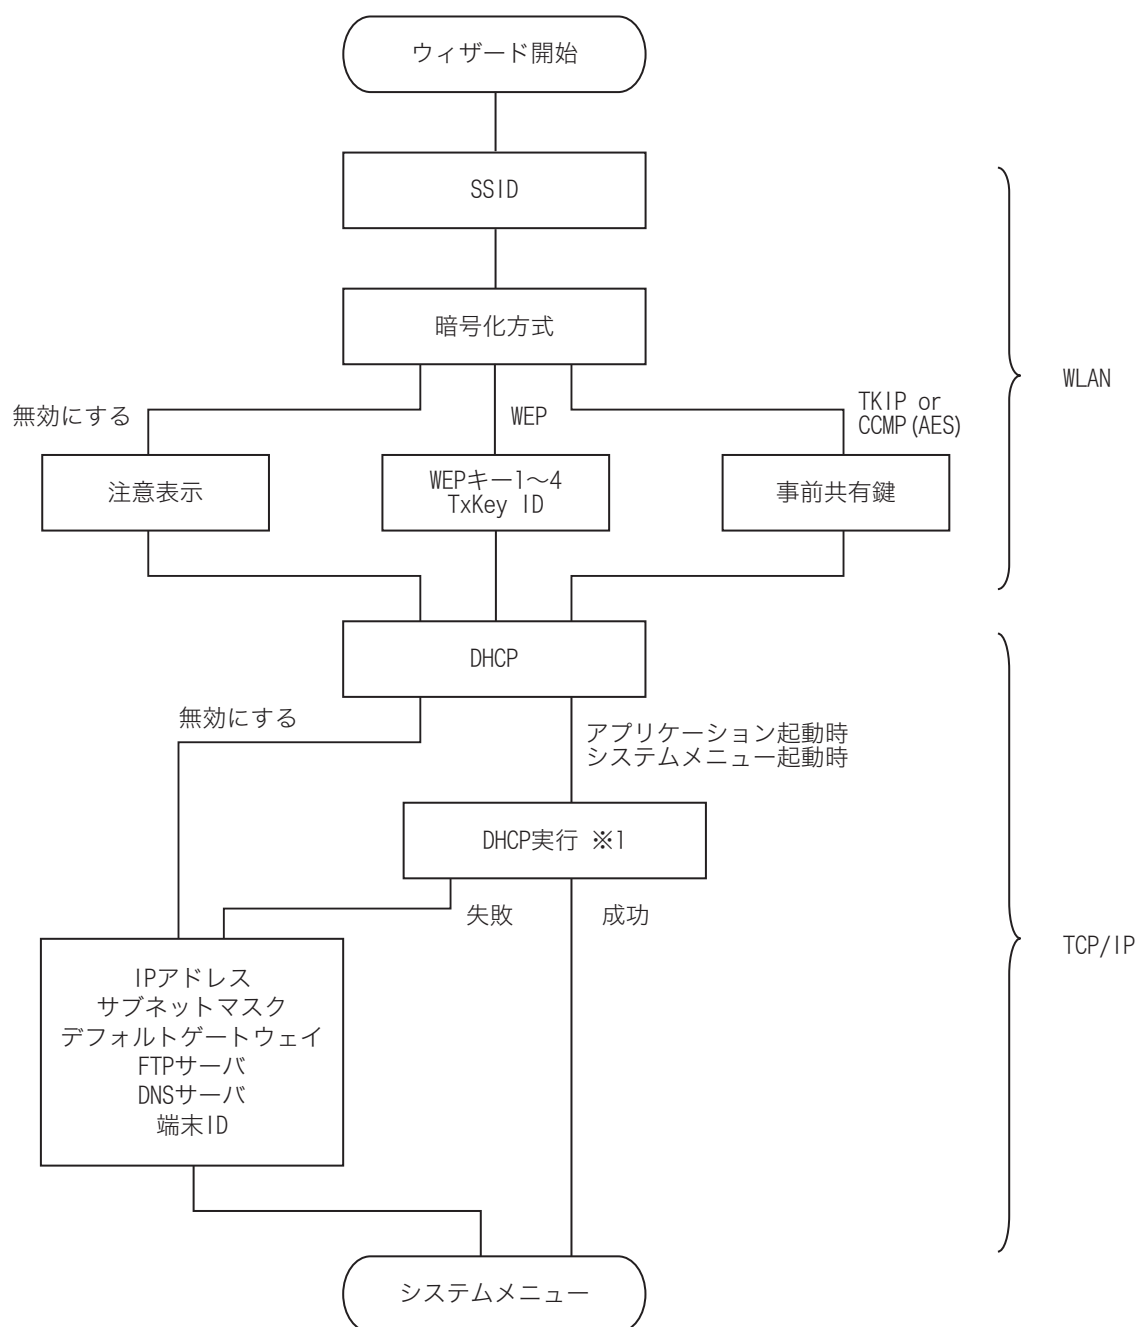 ウィザード開始
SSID
暗号化方式
無効にする
WEP
TKIP or
CCMP(AES)
WLAN
注意表示
WEPキー1～4
TxKey ID
事前共有鍵
DHCP
無効にする
アプリケーション起動時
システムメニュー起動時
DHCP実行 ※1
失敗
成功
TCP/IP
IPアドレス
サブネットマスク
デフォルトゲートウェイ
FTPサーバ
DNSサーバ
端末ID
システムメニュー